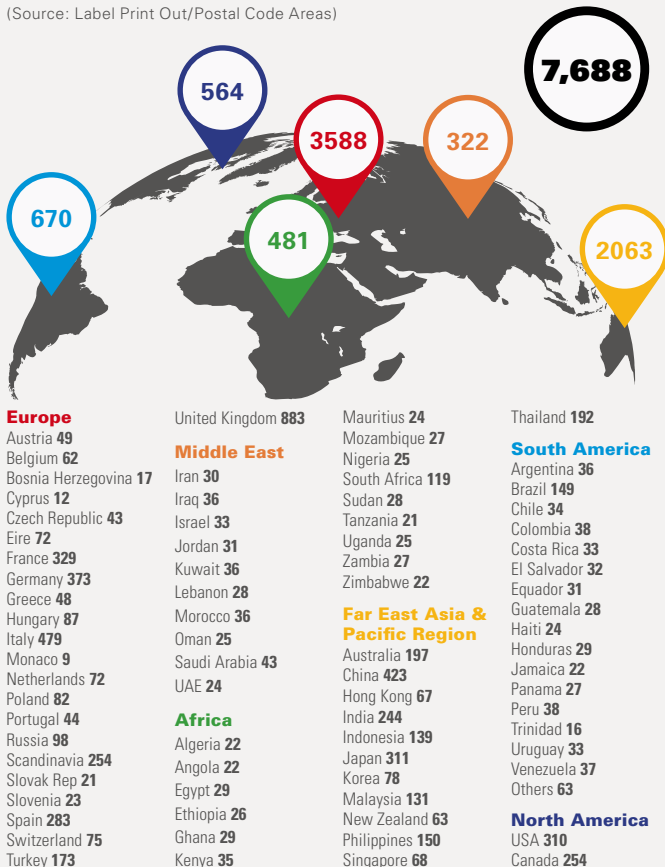 (Source: Label Print Out/Postal Code Areas)
7,688
564
3588
322
670
481
2063
Europe
Austria 49
Belgium 62
Bosnia Herzegovina 17
Cyprus 12
Czech Republic 43
Eire 72
France 329
Germany 373
Greece 48
Hungary 87
Italy 479
Monaco 9
Netherlands 72
Poland 82
Portugal 44
Russia 98
Scandinavia 254
Slovak Rep 21
Slovenia 23
Spain 283
Switzerland 75
Turkey 173
United Kingdom 883
Middle East
Iran 30
Iraq 36
Israel 33
Jordan 31
Kuwait 36
Lebanon 28
Morocco 36
Oman 25
Saudi Arabia 43
UAE 24
Africa
Algeria 22
Angola 22
Egypt 29
Ethiopia 26
Ghana 29
Kenya 35
Mauritius 24
Mozambique 27
Nigeria 25
South Africa 119
Sudan 28
Tanzania 21
Uganda 25
Zambia 27
Zimbabwe 22
Far East Asia &
Pacific Region
Australia 197
China 423
Hong Kong 67
India 244
Indonesia 139
Japan 311
Korea 78
Malaysia 131
New Zealand 63
Philippines 150
Singapore 68
Thailand 192
South America
Argentina 36
Brazil 149
Chile 34
Colombia 38
Costa Rica 33
El Salvador 32
Equador 31
Guatemala 28
Haiti 24
Honduras 29
Jamaica 22
Panama 27
Peru 38
Trinidad 16
Uruguay 33
Venezuela 37
Others 63
North America
USA 310
Canada 254